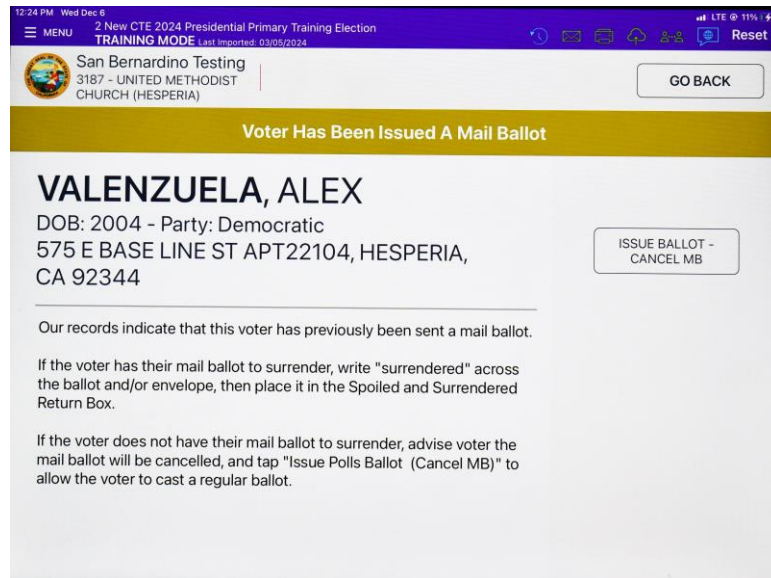 12:24 PM Wed Dec 6
LTE 11%
MENU
2 New CTE 2024 Presidential Primary Training Election
TRAINING MODE Last Imported: 03/05/2024
Reset
San Bernardino Testing
3187 - UNITED METHODIST
CHURCH (HESPERIA)
GO BACK
Voter Has Been Issued A Mail Ballot
VALENZUELA, ALEX
DOB: 2004 - Party: Democratic
575 E BASE LINE ST APT22104, HESPERIA,
CA 92344
ISSUE BALLOT -
CANCEL MB
Our records indicate that this voter has previously been sent a mail ballot.
If the voter has their mail ballot to surrender, write "surrendered" across
the ballot and/or envelope, then place it in the Spoiled and Surrendered
Return Box.
If the voter does not have their mail ballot to surrender, advise voter the
mail ballot will be cancelled, and tap "Issue Polls Ballot (Cancel MB)" to
allow the voter to cast a regular ballot.